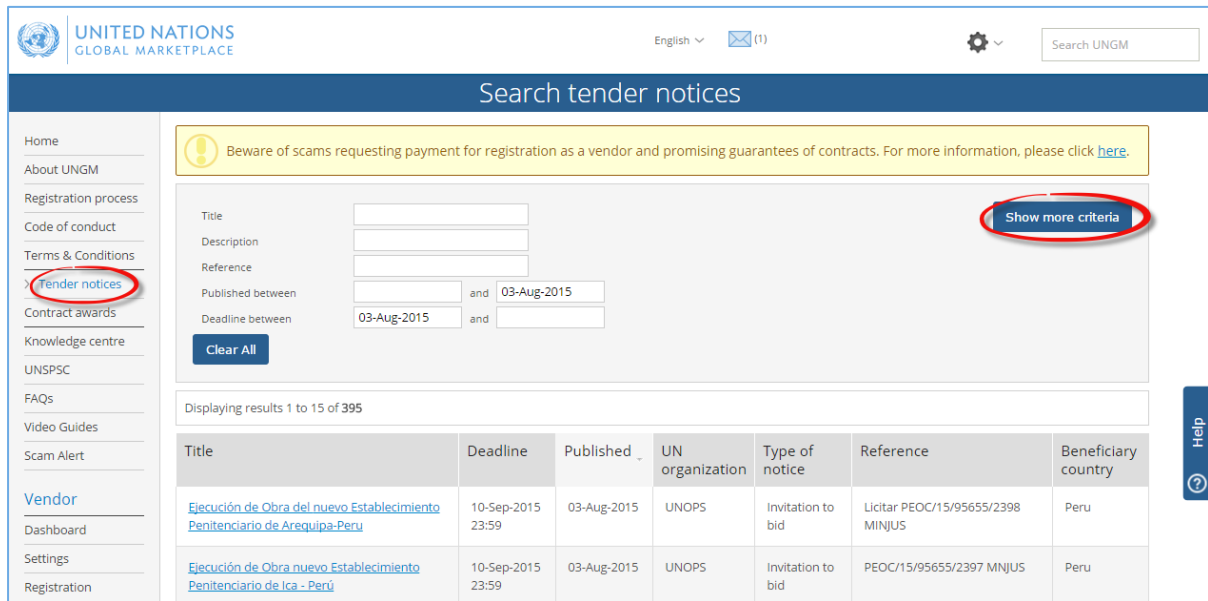 UNITED NATIONS
GLOBAL MARKETPLACE
English
(1)
Search UNGM
Search tender notices
Home
About UNGM
Registration process
Code of conduct
Terms & Conditions
Tender notices
Contract awards
Knowledge centre
UNSPSC
FAQs
Video Guides
Scam Alert
Vendor
Dashboard
Settings
Registration
Beware of scams requesting payment for registration as a vendor and promising guarantees of contracts. For more information, please click here.
Title
Description
Reference
Published between and 03-Aug-2015
Deadline between 03-Aug-2015 and
Clear All
Show more criteria
Displaying results 1 to 15 of 395
Title Deadline Published UN organization Type of notice Reference Beneficiary country
Ejecución de Obra del nuevo Establecimiento Penitenciario de Arequipa-Peru 10-Sep-2015 23:59 03-Aug-2015 UNOPS Invitation to bid Licitar PEOC/15/95655/2398 MINJUS Peru
Ejecución de Obra nuevo Establecimiento Penitenciario de Ica - Perú 10-Sep-2015 23:59 03-Aug-2015 UNOPS Invitation to bid PEOC/15/95655/2397 MNJUS Peru
Help